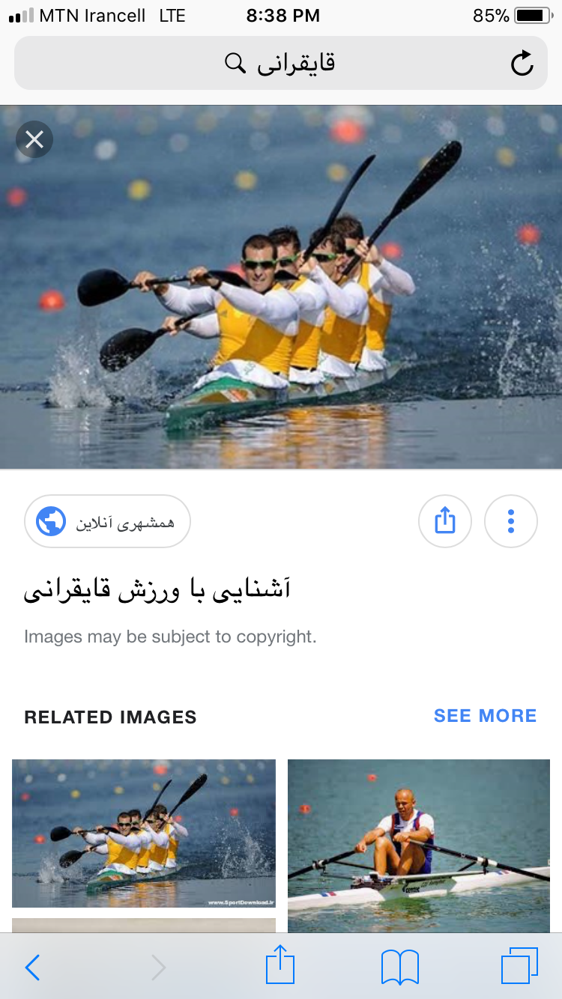 MTN Irancell LTE 8:38 PM 85%
قایقرانی
همشهری آنلاین
آشنایی با ورزش قایقرانی
Images may be subject to copyright.
RELATED IMAGES SEE MORE
www.SportDownload.ir